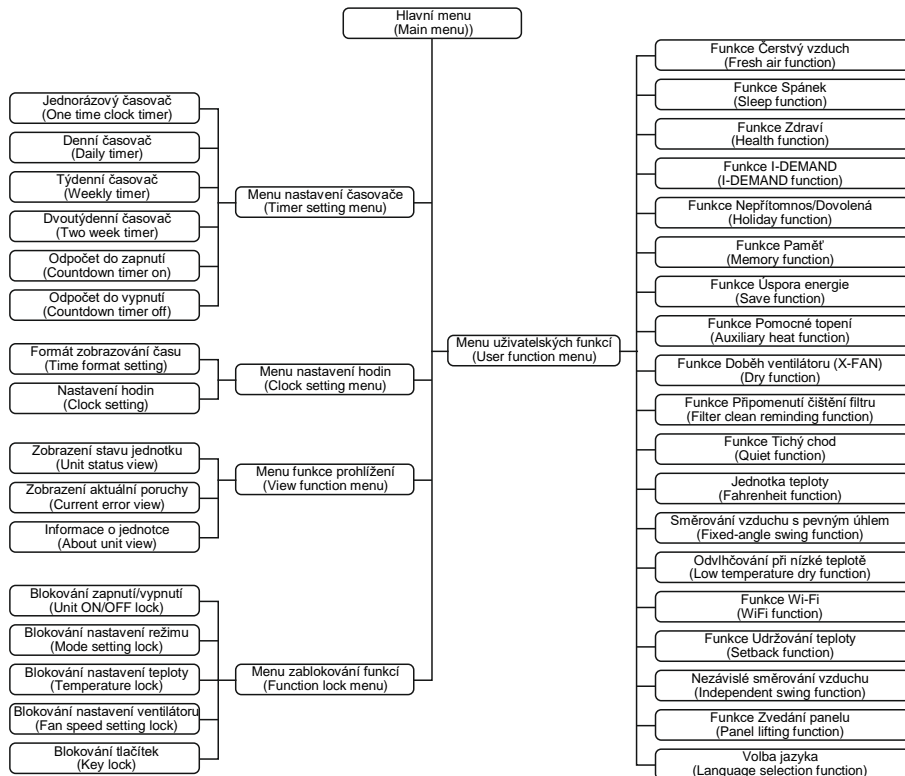 Hlavní menu
(Main menu))
Jednorázový časovač
(One time clock timer)
Denní časovač
(Daily timer)
Týdenní časovač
(Weekly timer)
Dvoutýdenní časovač
(Two week timer)
Odpočet do zapnutí
(Countdown timer on)
Odpočet do vypnutí
(Countdown timer off)
Menu nastavení časovače
(Timer setting menu)
Formát zobrazování času
(Time format setting)
Nastavení hodin
(Clock setting)
Menu nastavení hodin
(Clock setting menu)
Zobrazení stavu jednotku
(Unit status view)
Zobrazení aktuální poruchy
(Current error view)
Informace o jednotce
(About unit view)
Menu funkce prohlížení
(View function menu)
Blokování zapnutí/vypnutí
(Unit ON/OFF lock)
Blokování nastavení režimu
(Mode setting lock)
Blokování nastavení teploty
(Temperature lock)
Blokování nastavení ventilátoru
(Fan speed setting lock)
Blokování tlačítek
(Key lock)
Menu zablokování funkcí
(Function lock menu)
Menu uživatelských funkcí
(User function menu)
Funkce Čerstvý vzduch
(Fresh air function)
Funkce Spánek
(Sleep function)
Funkce Zdraví
(Health function)
Funkce I-DEMAND
(I-DEMAND function)
Funkce Nepřítomnos/Dovolená
(Holiday function)
Funkce Paměť
(Memory function)
Funkce Úspora energie
(Save function)
Funkce Pomocné topení
(Auxiliary heat function)
Funkce Doběh ventilátoru (X-FAN)
(Dry function)
Funkce Připomenutí čištění filtru
(Filter clean reminding function)
Funkce Tichý chod
(Quiet function)
Jednotka teploty
(Fahrenheit function)
Směrování vzduchu s pevným úhlem
(Fixed-angle swing function)
Odvlhčování při nízké teplotě
(Low temperature dry function)
Funkce Wi-Fi
(WiFi function)
Funkce Udržování teploty
(Setback function)
Nezávislé směrování vzduchu
(Independent swing function)
Funkce Zvedání panelu
(Panel lifting function)
Volba jazyka
(Language selection function)